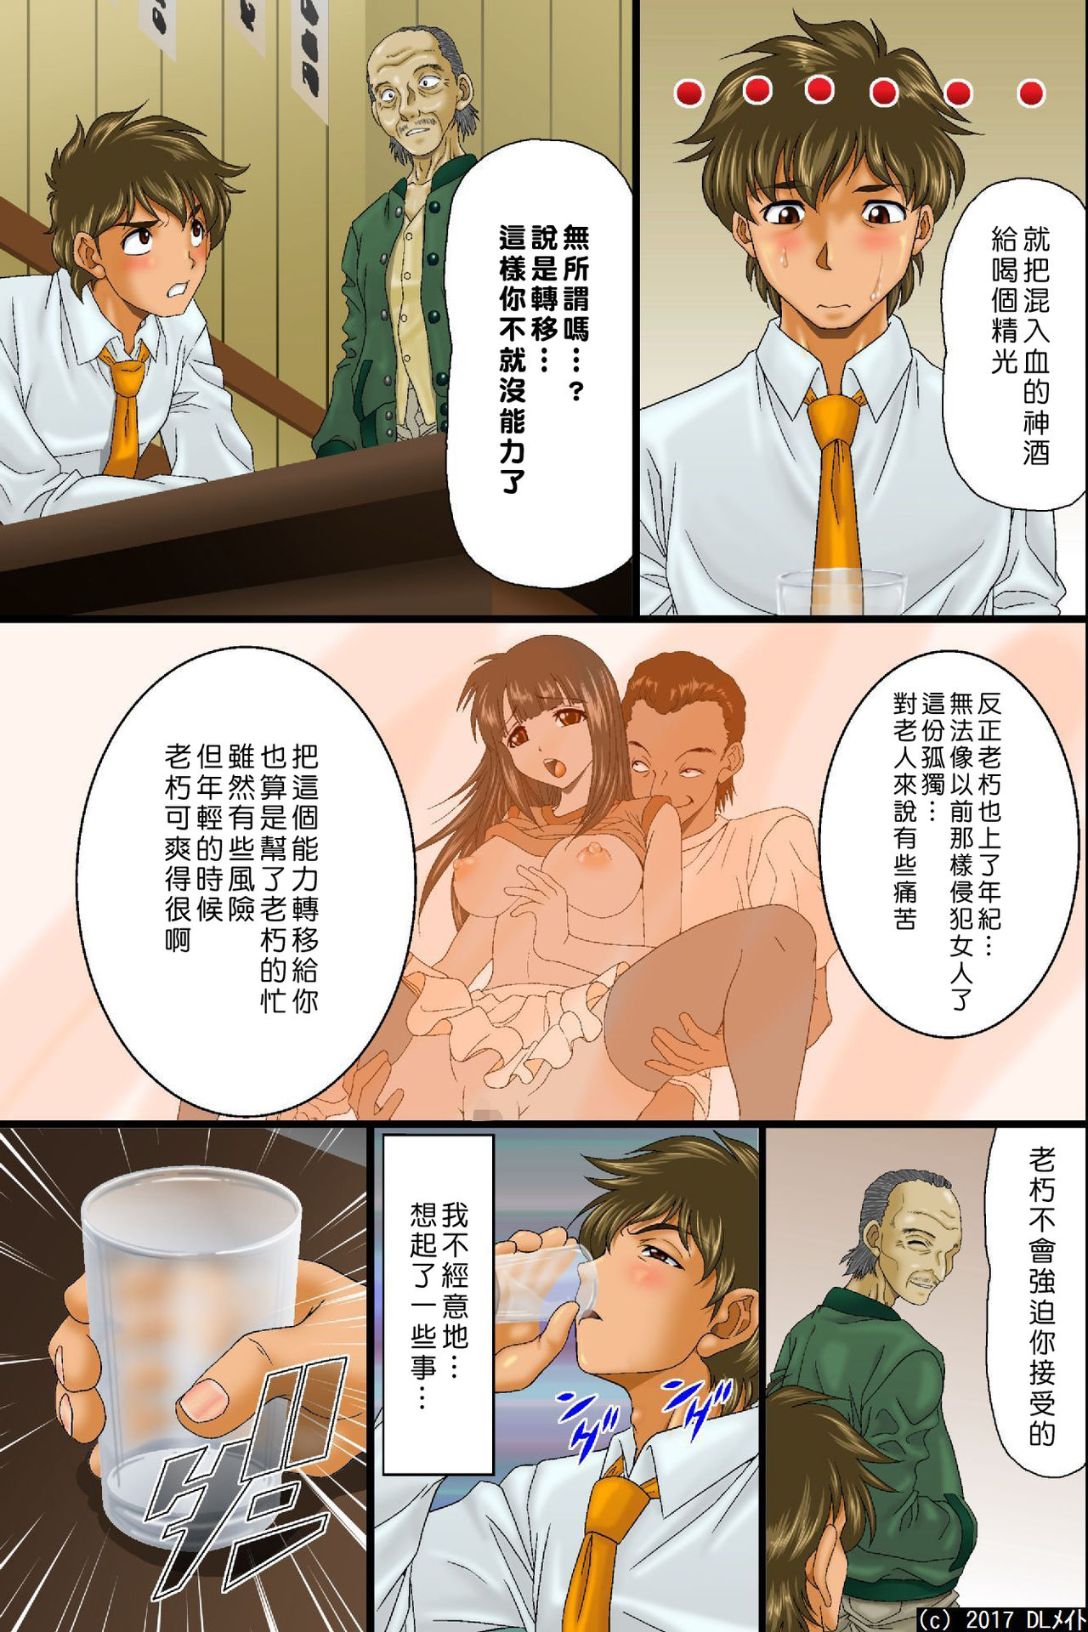 就把混入血的神酒
給喝個精光
無所謂嗎…?
說是轉移…
這樣你不就沒能力了
反正老朽也上了年紀…
無法像以前那樣侵犯女人了
這份孤獨…
對老人來說有些痛苦
把這個能力轉移給你
也算是幫了老朽的忙
雖然有些風險
但年輕的時候
老朽可爽得很啊
老朽不會強迫你接受的
我不經意地…
想起了一些事…
グッ
グッ
(c) 2017 DLメイト